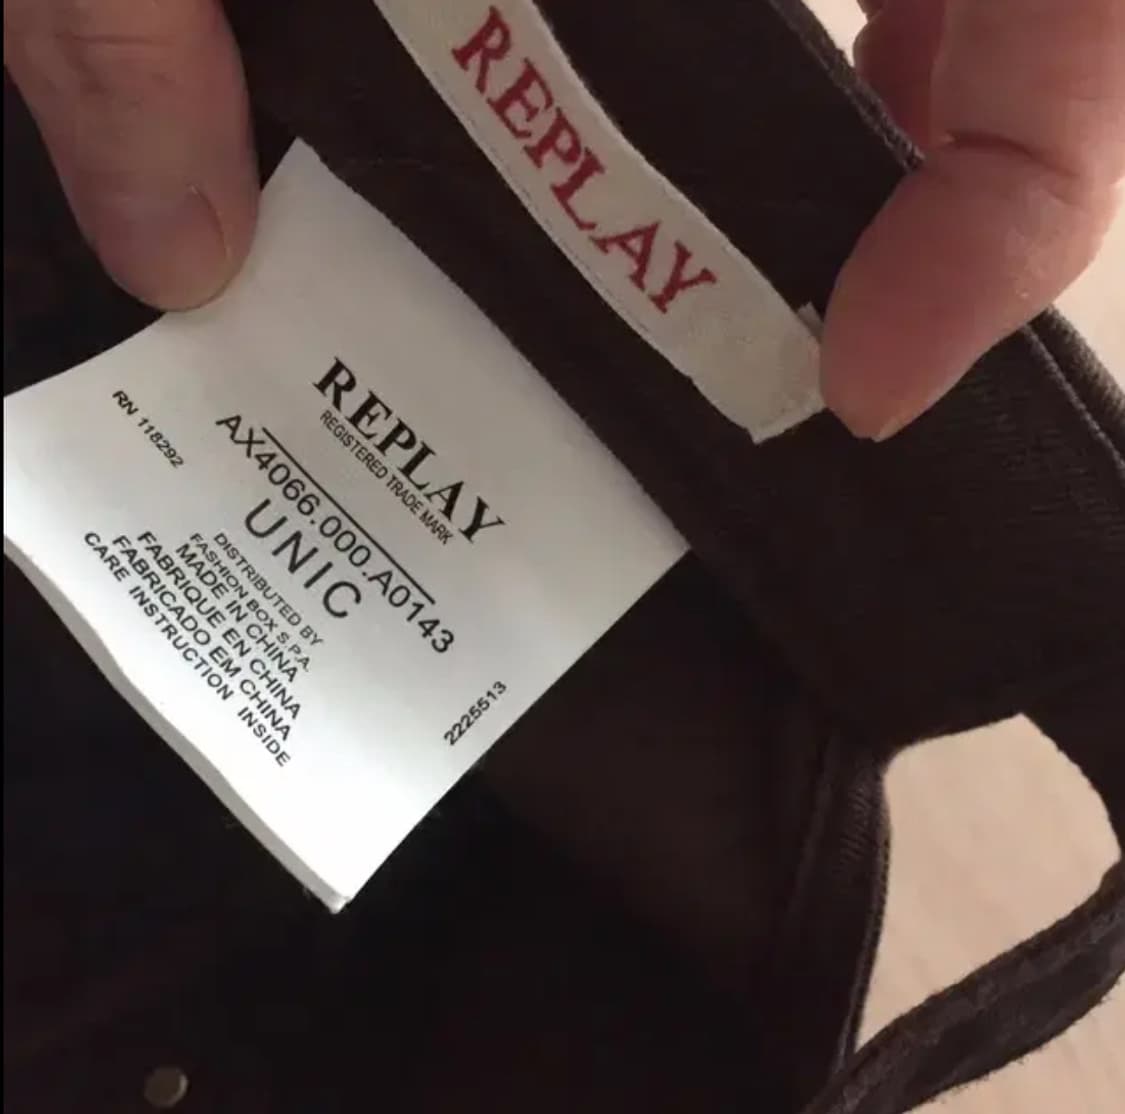 REPLAY
REPLAY
REGISTERED TRADE MARK
AX4066.000.A0143
UNIC
RN 118292
DISTRIBUTED BY
FASHION BOX S.P.A.
MADE IN CHINA
FABRIQUE EN CHINA
FABRICADO EM CHINA
CARE INSTRUCTION INSIDE
2225513